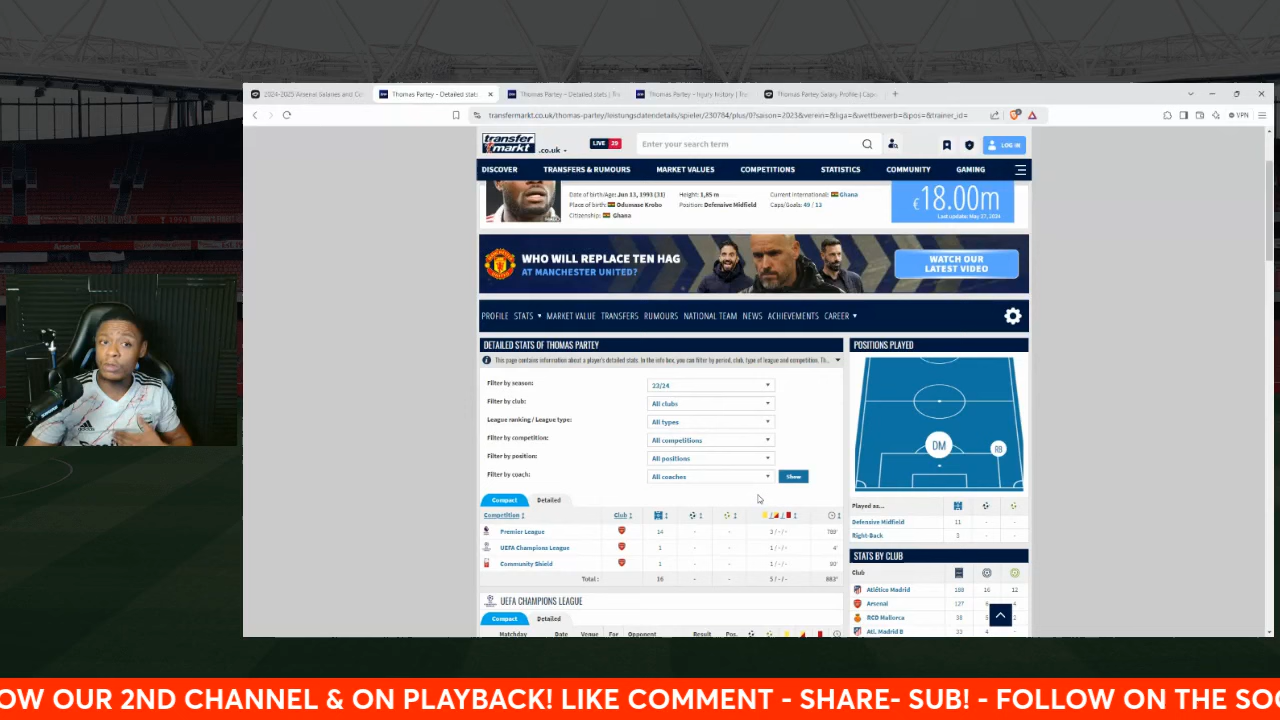 2024-2025 Arsenal Salaries and Co
Thomas Partey - Detailed stats
Thomas Partey - Detailed stats | Tra
Thomas Partey - Injury history | Tra
Thomas Partey Salary Profile | Cap
transfermarkt.co.uk/thomas-partey/leistungsdatendetails/spieler/230784/plus/0?saison=2023&verein=&liga=&wettbewerb=&pos=&trainer_id=
VPN
transfer
markt .co.uk
LIVE 29
Enter your search term
LOG IN
DISCOVER TRANSFERS & RUMOURS MARKET VALUES COMPETITIONS STATISTICS COMMUNITY GAMING
Date of birth/Age: Jun 13, 1993 (31)
Place of birth: Odumase Krobo
Citizenship: Ghana
Height: 1,85 m
Position: Defensive Midfield
Current international: Ghana
Caps/Goals: 49 / 13
€18.00m
Last update: May 27, 2024
WHO WILL REPLACE TEN HAG
AT MANCHESTER UNITED?
WATCH OUR
LATEST VIDEO
PROFILE STATS MARKET VALUE TRANSFERS RUMOURS NATIONAL TEAM NEWS ACHIEVEMENTS CAREER
DETAILED STATS OF THOMAS PARTEY
This page contains information about a player's detailed stats. In the info box, you can filter by period, club, type of league and competition. Th...
Filter by season: 23/24
Filter by club: All clubs
League ranking / League type: All types
Filter by competition: All competitions
Filter by position: All positions
Filter by coach: All coaches Show
Compact Detailed
Competition Club
Premier League 14 - - 3 / - / - 789'
UEFA Champions League 1 - - 1 / - / - 4'
Community Shield 1 - - 1 / - / - 90'
Total: 16 - - 5 / - / - 883'
UEFA CHAMPIONS LEAGUE
Compact Detailed
Matchday Date Venue For Opponent Result Pos.
POSITIONS PLAYED
DM
RB
Played as...
Defensive Midfield 11 - -
Right-Back 3 - -
STATS BY CLUB
Club
Atlético Madrid 188 16 12
Arsenal 127
RCD Mallorca 38
Atl. Madrid B 33 4 -
OW OUR 2ND CHANNEL & ON PLAYBACK! LIKE COMMENT - SHARE- SUB! - FOLLOW ON THE SOC